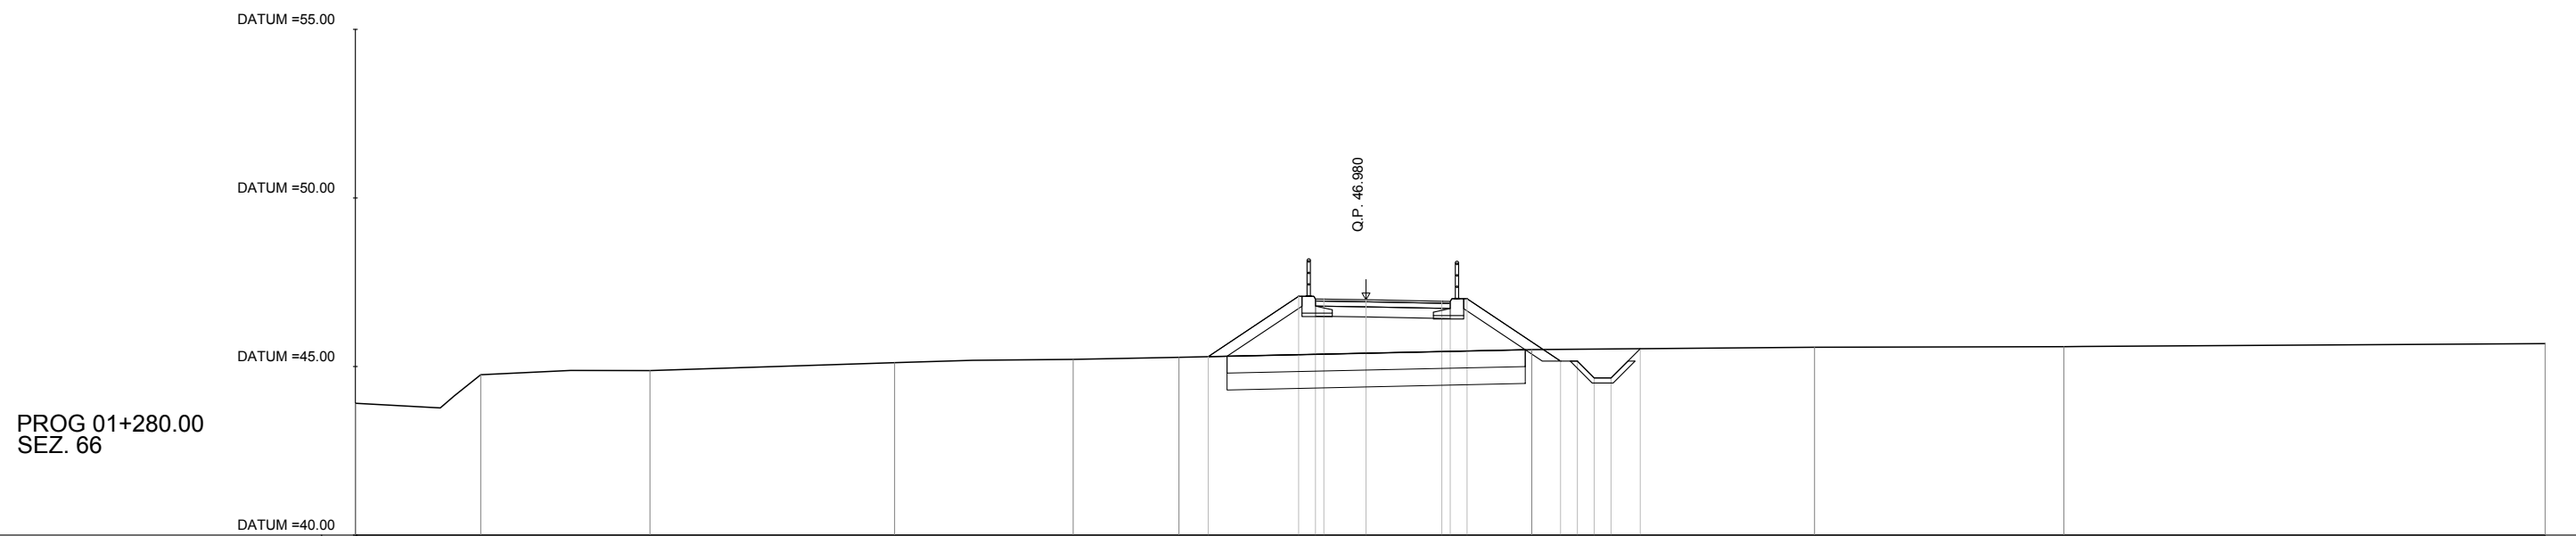 DATUM =55.00
DATUM =50.00
Q.P. 46.980
DATUM =45.00
PROG 01+280.00
SEZ. 66
DATUM =40.00